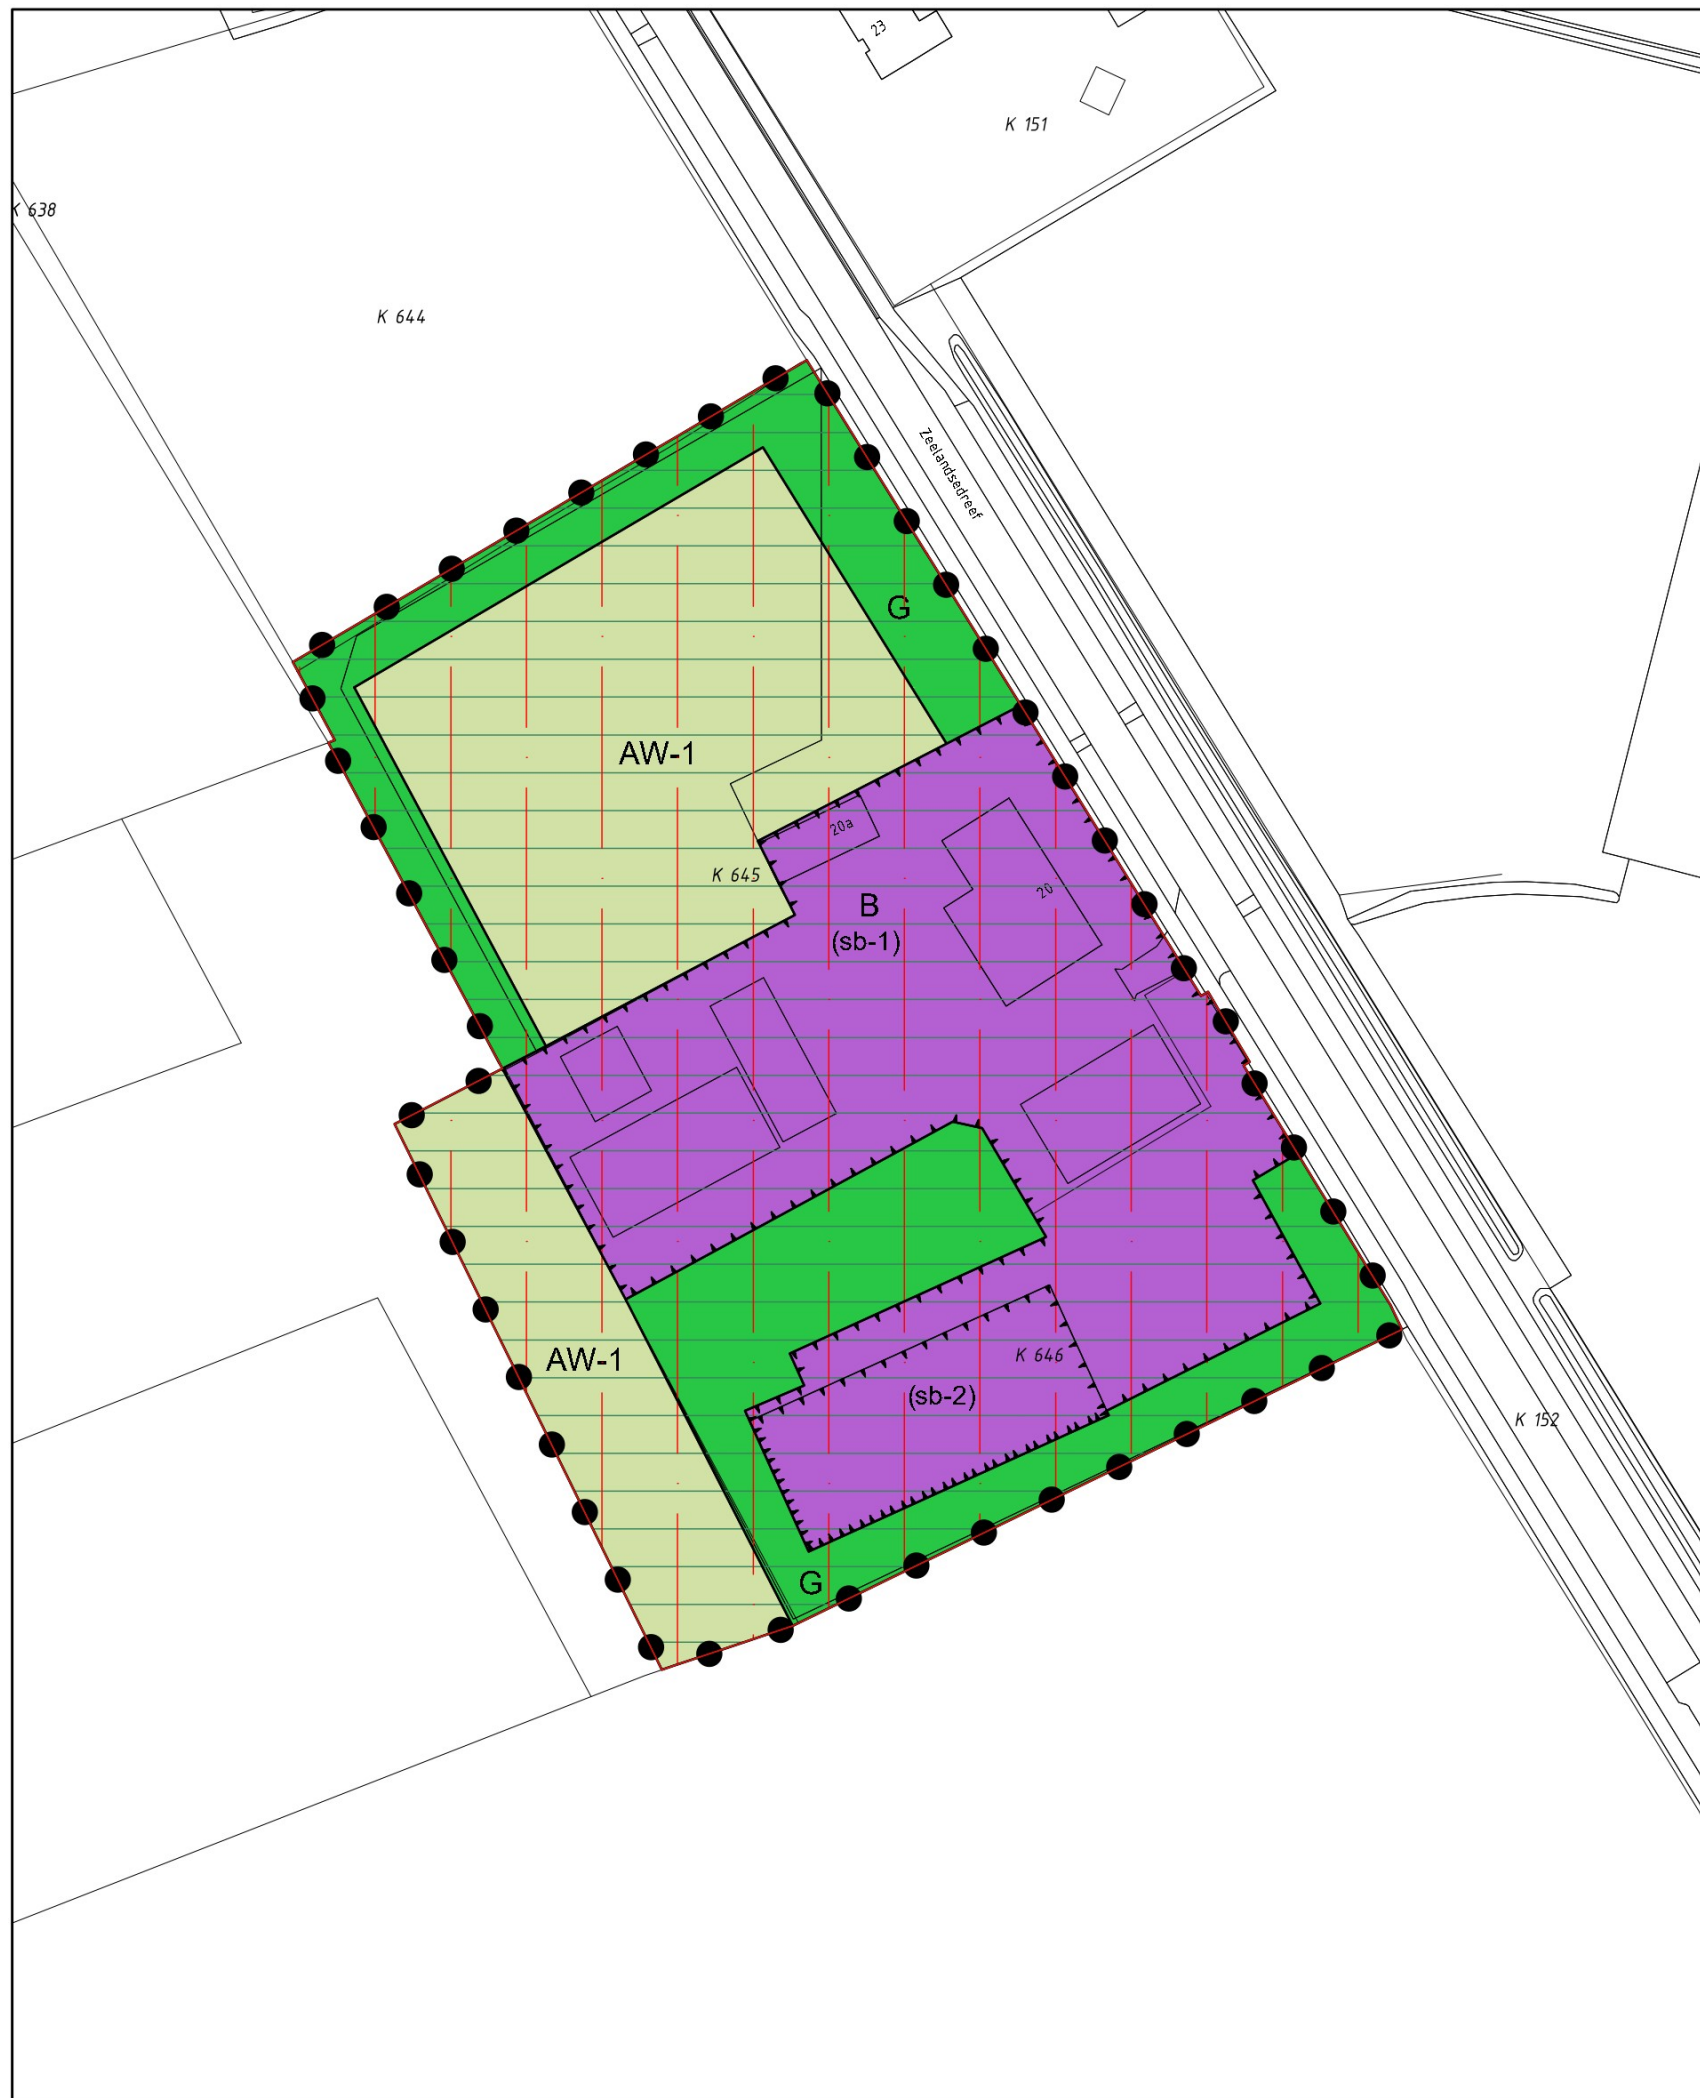 23
K 151
K 638
K 644
Zeelandsedreef
G
AW-1
20a
K 645
20
B
(sb-1)
AW-1
K 646
(sb-2)
K 152
G